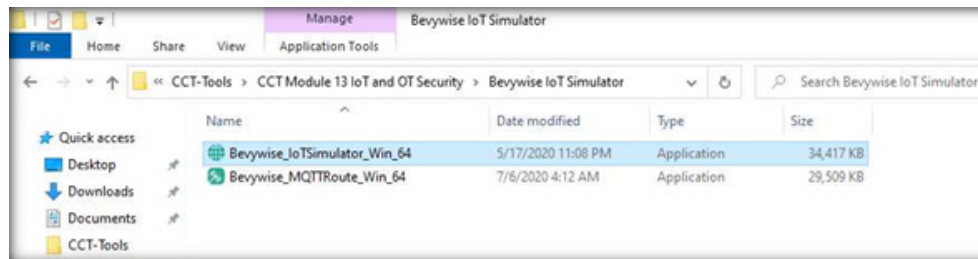 Manage Bevywise IoT Simulator
File Home Share View Application Tools
« CCT-Tools › CCT Module 13 IoT and OT Security › Bevywise IoT Simulator Search Bevywise IoT Simulator
Name Date modified Type Size
Quick access
Bevywise_IoTSimulator_Win_64 5/17/2020 11:08 PM Application 34,417 KB
Desktop
Bevywise_MQTTRoute_Win_64 7/6/2020 4:12 AM Application 29,509 KB
Downloads
Documents
CCT-Tools